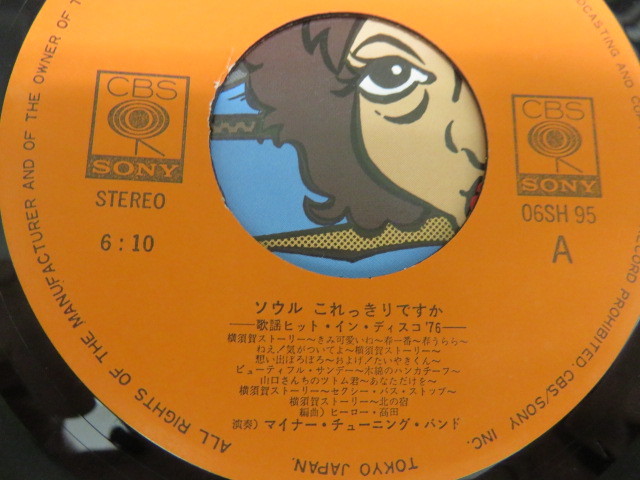 CBS
SONY
STEREO
6:10
CBS
SONY
06SH 95
A
ソウル これっきりですか
—歌謡ヒット・イン・ディスコ'76—
横須賀ストーリー〜きみ可愛いね〜春一番〜春うらら〜
ねえ!気がついてよ〜横須賀ストーリー〜
想い出ぼろぼろ〜およげ!たいやきくん〜
ビューティフル・サンデー〜木綿のハンカチーフ〜
山口さんちのツトム君〜あなただけを〜
横須賀ストーリー〜セクシー・バス・ストップ〜
横須賀ストーリー〜北の宿
編曲) ヒーロー・高田
演奏) マイナー・チューニング・バンド
ALL RIGHTS OF THE MANUFACTURER AND OF THE OWNER OF
CASTING AND
RECORD PROHIBITED. CBS/SONY INC.
TOKYO JAPAN.